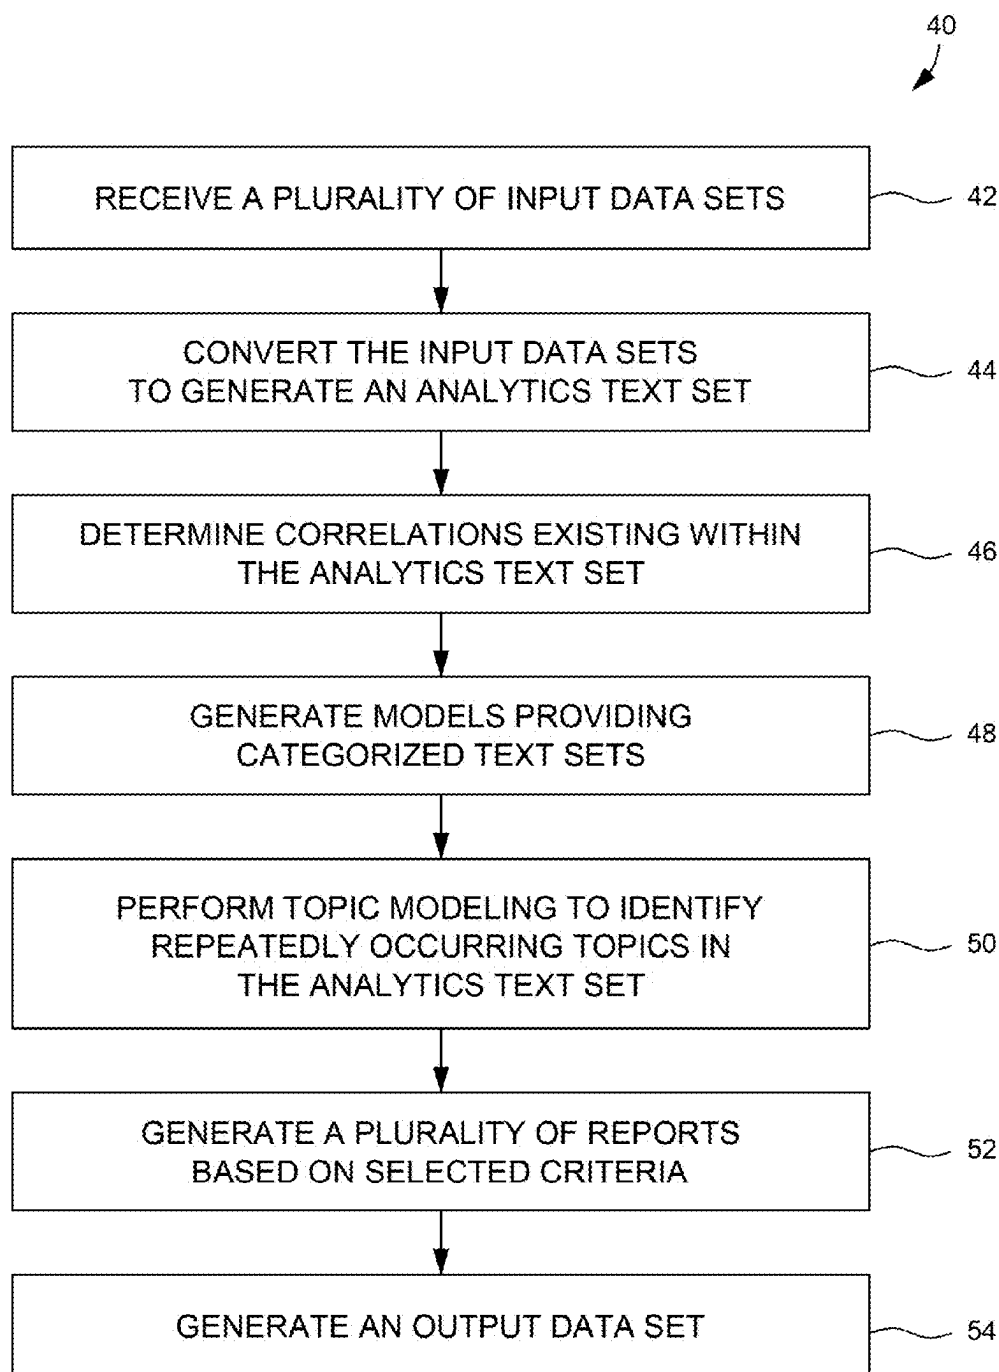 40
RECEIVE A PLURALITY OF INPUT DATA SETS
42
CONVERT THE INPUT DATA SETS
TO GENERATE AN ANALYTICS TEXT SET
44
DETERMINE CORRELATIONS EXISTING WITHIN
THE ANALYTICS TEXT SET
46
GENERATE MODELS PROVIDING
CATEGORIZED TEXT SETS
48
PERFORM TOPIC MODELING TO IDENTIFY
REPEATEDLY OCCURRING TOPICS IN
THE ANALYTICS TEXT SET
50
GENERATE A PLURALITY OF REPORTS
BASED ON SELECTED CRITERIA
52
GENERATE AN OUTPUT DATA SET
54